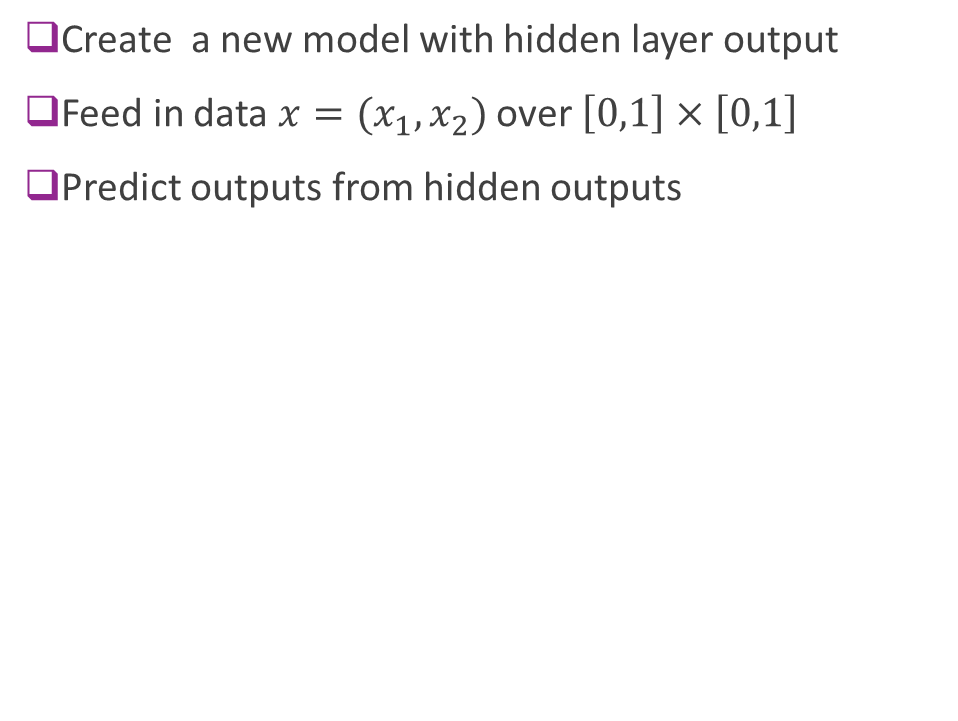 ❑Create a new model with hidden layer output
❑Feed in data 𝑥 = (𝑥₁, 𝑥₂) over [0,1] × [0,1]
❑Predict outputs from hidden outputs